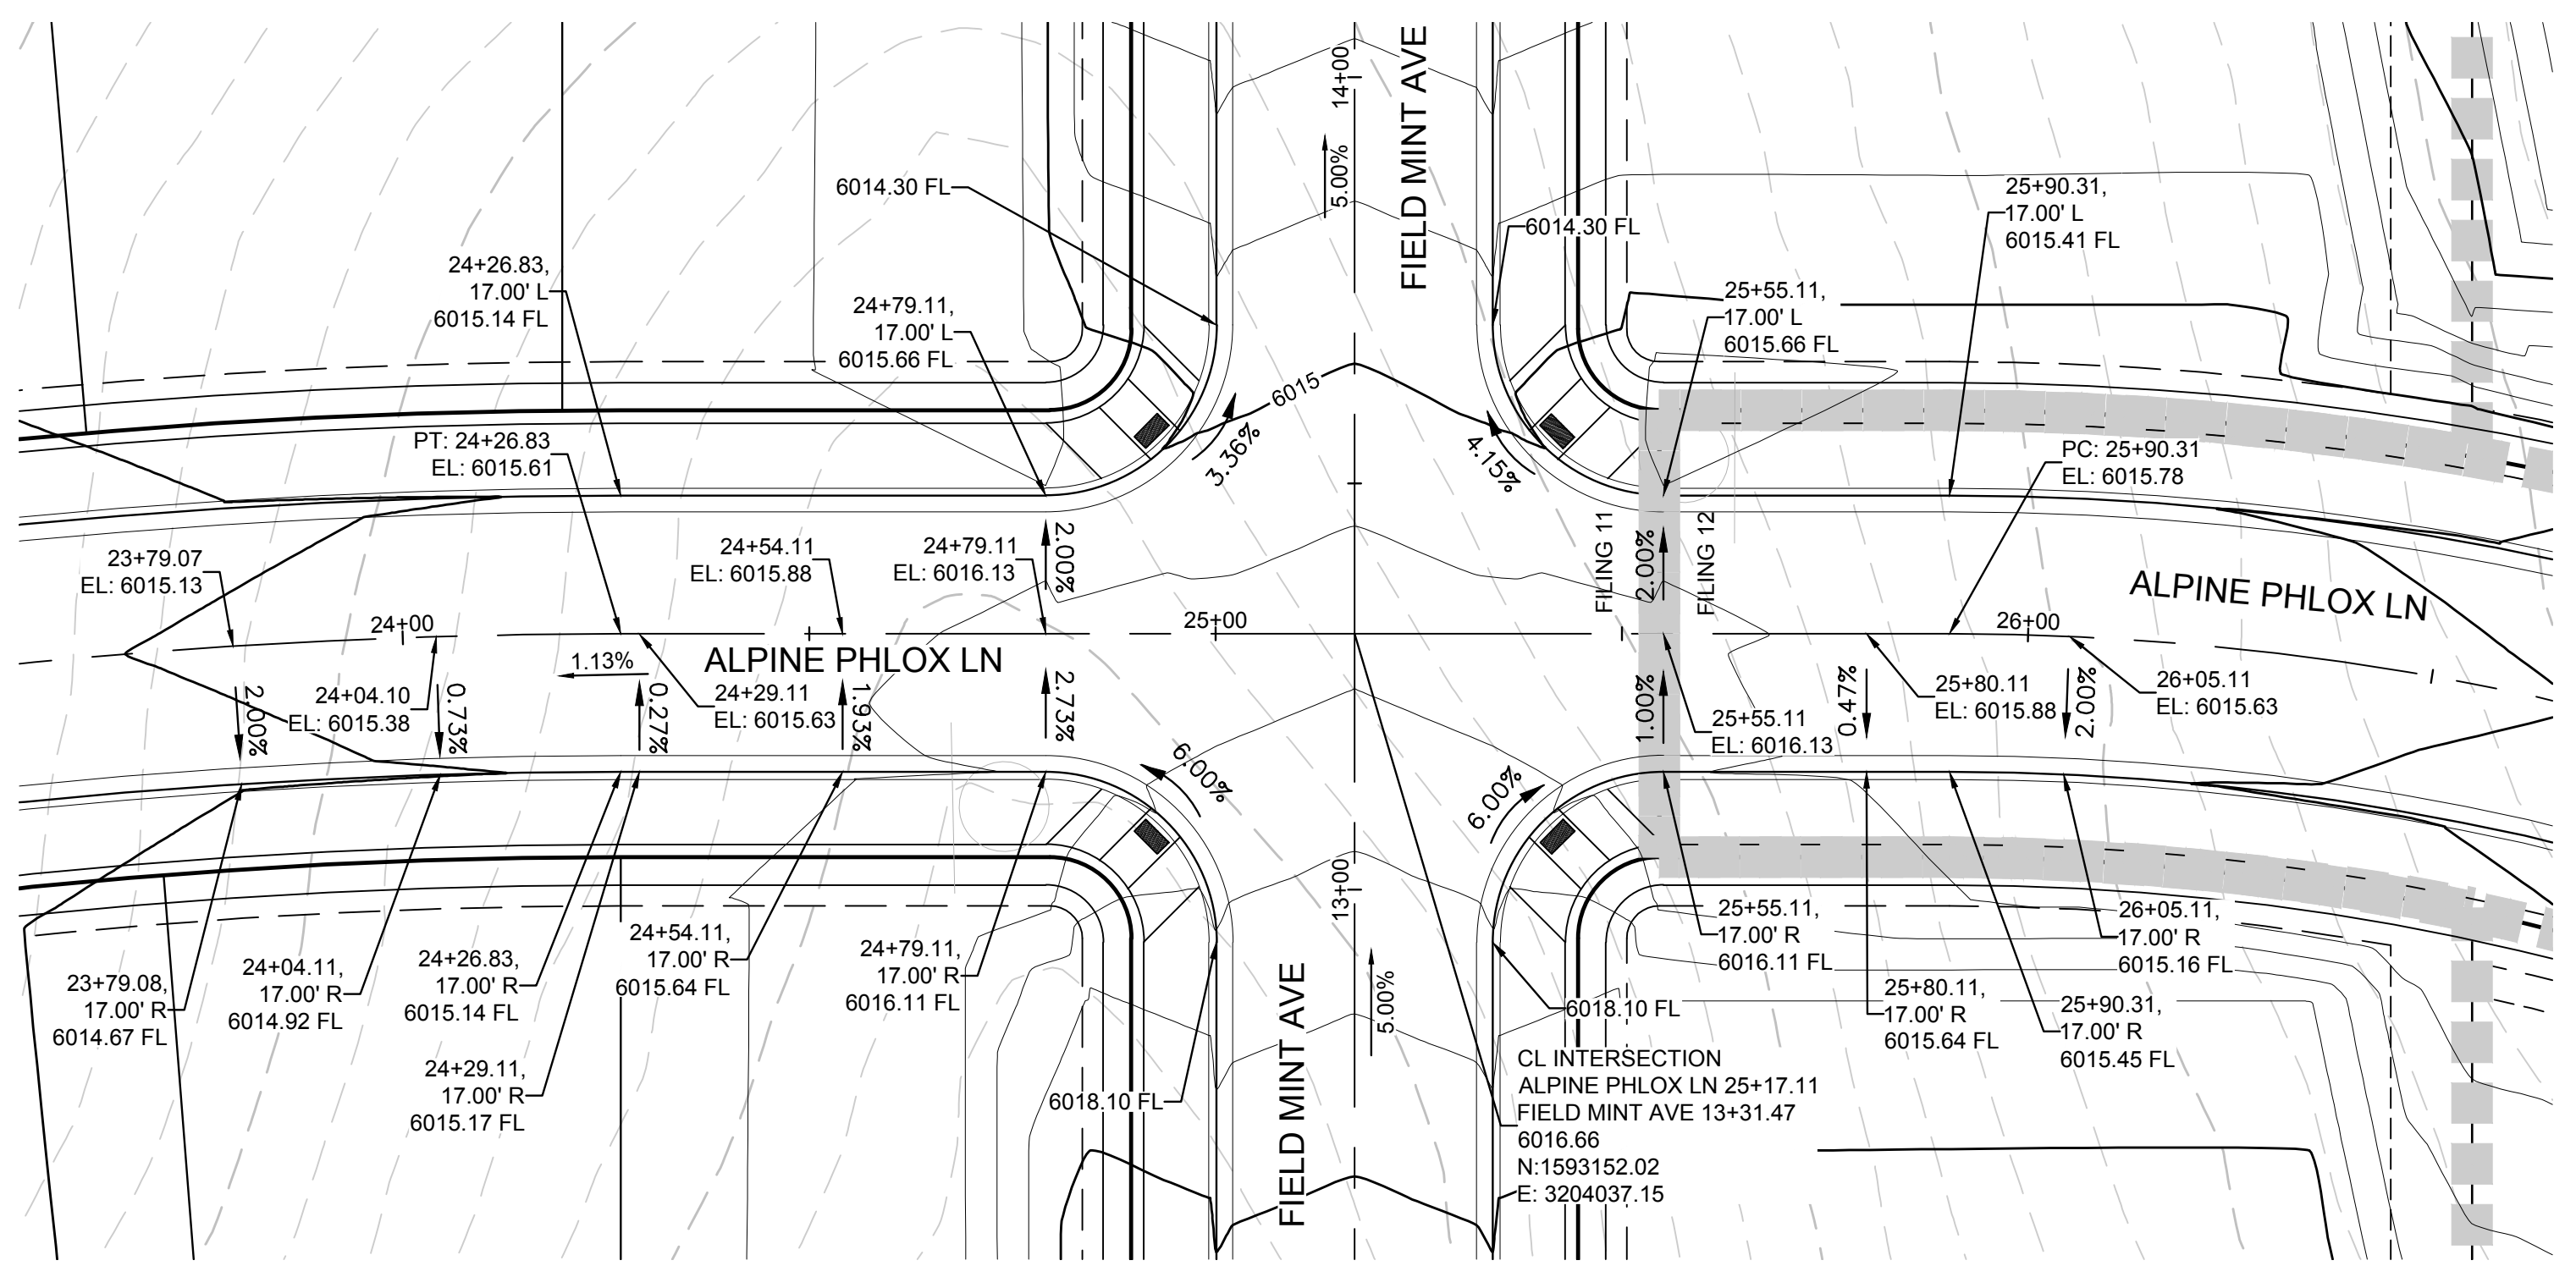 14+00
FIELD MINT AVE
5.00%
6014.30 FL
6014.30 FL
25+90.31,
17.00' L
6015.41 FL
24+26.83,
17.00' L
6015.14 FL
24+79.11,
17.00' L
6015.66 FL
25+55.11,
17.00' L
6015.66 FL
6015
3.36%
4.15%
PT: 24+26.83
EL: 6015.61
PC: 25+90.31
EL: 6015.78
23+79.07
EL: 6015.13
24+54.11
EL: 6015.88
24+79.11
EL: 6016.13
2.00%
FILING 11
2.00%
FILING 12
ALPINE PHLOX LN
24+00
25+00
26+00
1.13%
ALPINE PHLOX LN
2.00%
24+04.10
EL: 6015.38
0.73%
0.27%
24+29.11
EL: 6015.63
1.93%
2.73%
1.00%
25+55.11
EL: 6016.13
0.47%
25+80.11
EL: 6015.88
2.00%
26+05.11
EL: 6015.63
6.00%
6.00%
13+00
23+79.08,
17.00' R
6014.67 FL
24+04.11,
17.00' R
6014.92 FL
24+26.83,
17.00' R
6015.14 FL
24+29.11,
17.00' R
6015.17 FL
24+54.11,
17.00' R
6015.64 FL
24+79.11,
17.00' R
6016.11 FL
25+55.11,
17.00' R
6016.11 FL
26+05.11,
17.00' R
6015.16 FL
25+80.11,
17.00' R
6015.64 FL
25+90.31,
17.00' R
6015.45 FL
5.00%
FIELD MINT AVE
6018.10 FL
6018.10 FL
CL INTERSECTION
ALPINE PHLOX LN 25+17.11
FIELD MINT AVE 13+31.47
6016.66
N:1593152.02
E: 3204037.15